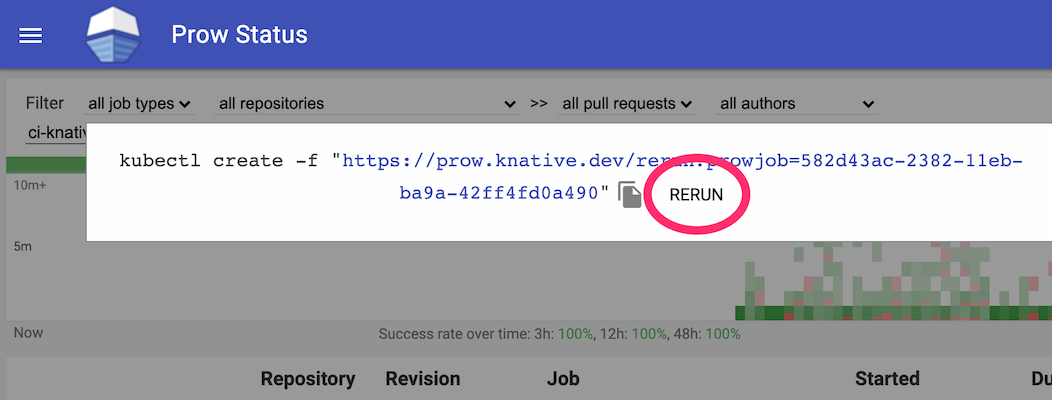 Prow Status
Filter all job types all repositories >> all pull requests all authors
ci-knativ
kubectl create -f "https://prow.knative.dev/rerun?prowjob=582d43ac-2382-11eb-
ba9a-42ff4fd0a490" RERUN
10m+
5m
Now Success rate over time: 3h: 100%, 12h: 100%, 48h: 100%
Repository Revision Job Started Du